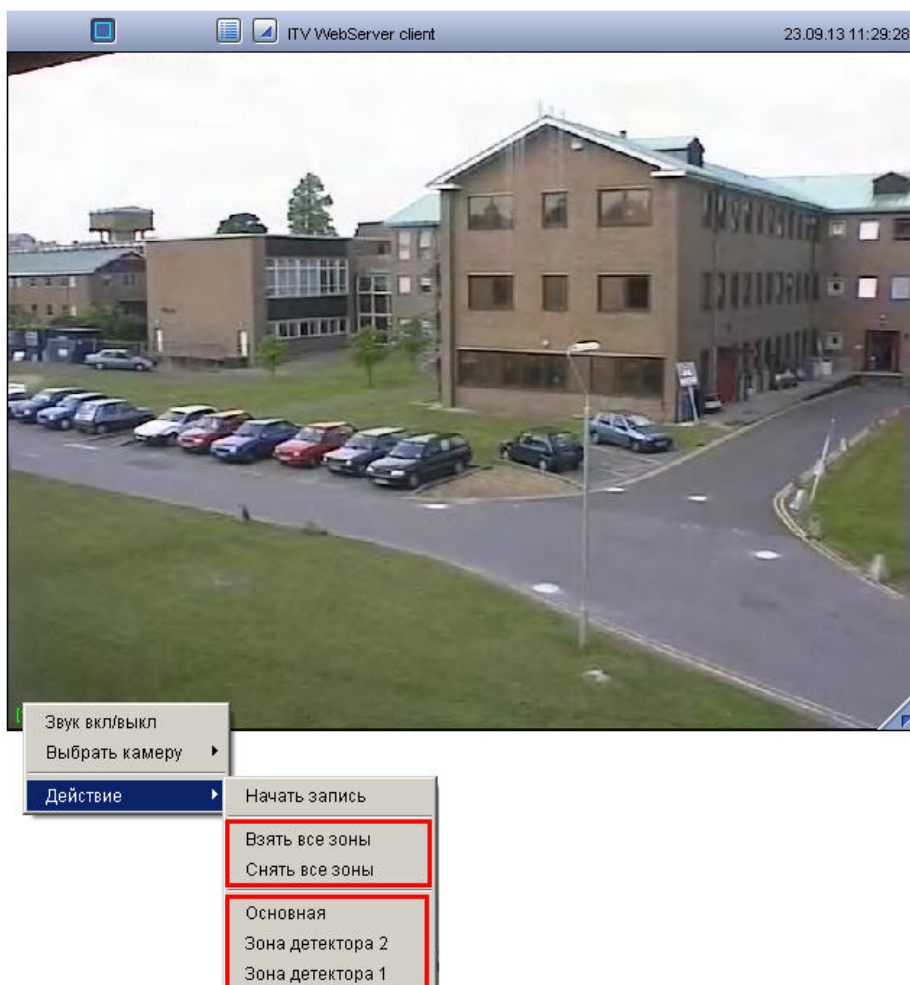 ITV WebServer client 23.09.13 11:29:28
Звук вкл/выкл
Выбрать камеру
Действие
Начать запись
Взять все зоны
Снять все зоны
Основная
Зона детектора 2
Зона детектора 1